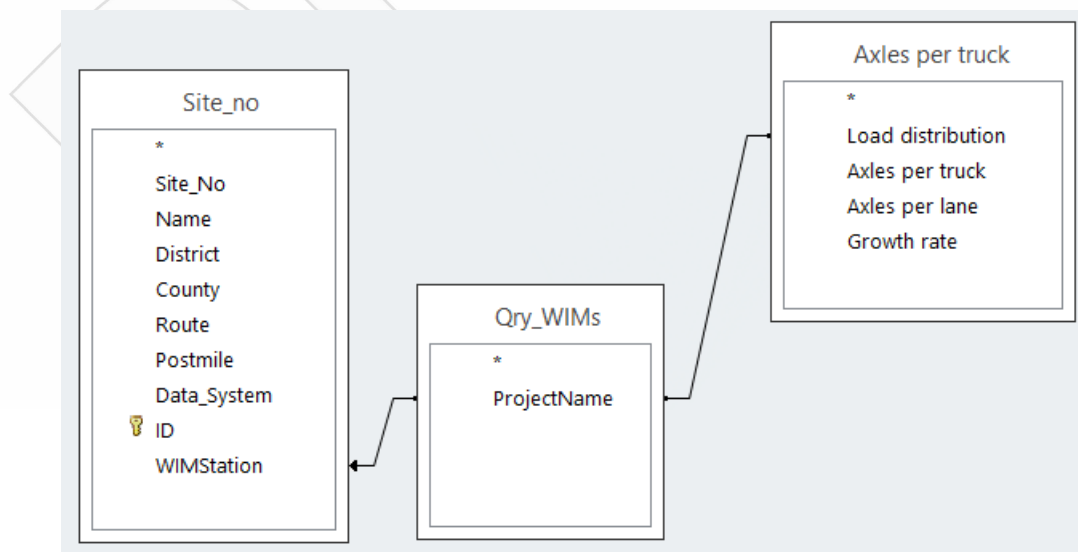 Site_no
*
Site_No
Name
District
County
Route
Postmile
Data_System
ID
WIMStation
Qry_WIMs
*
ProjectName
Axles per truck
*
Load distribution
Axles per truck
Axles per lane
Growth rate